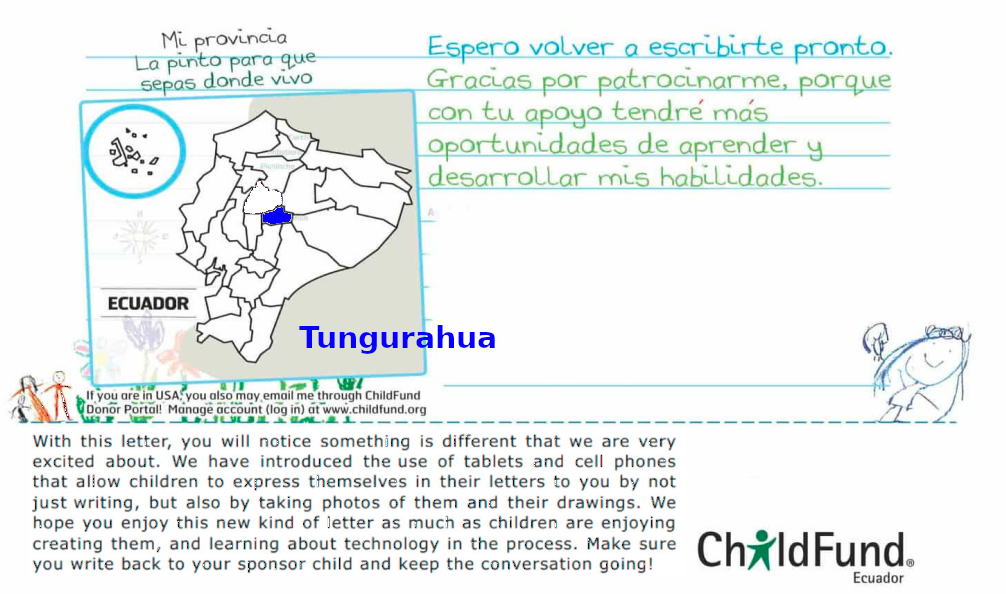 Mi provincia
La pinto para que
sepas donde vivo
Espero volver a escribirte pronto.
Gracias por patrocinarme, porque
con tu apoyo tendré más
oportunidades de aprender y
desarrollar mis habilidades.
ECUADOR
Tungurahua
If you are in USA, you also may email me through ChildFund
Donor Portal! Manage account (log in) at www.childfund.org
With this letter, you will notice something is different that we are very
excited about. We have introduced the use of tablets and cell phones
that allow children to express themselves in their letters to you by not
just writing, but also by taking photos of them and their drawings. We
hope you enjoy this new kind of letter as much as children are enjoying
creating them, and learning about technology in the process. Make sure
you write back to your sponsor child and keep the conversation going!
ChildFund®
Ecuador